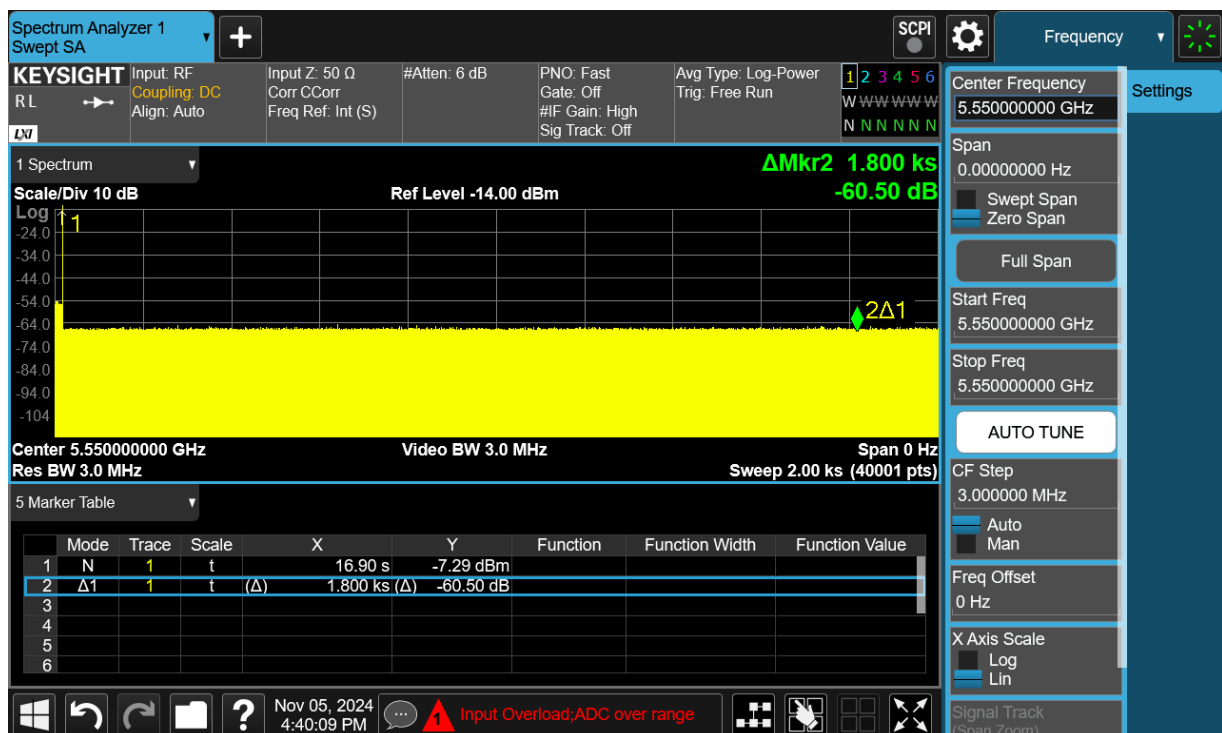 Spectrum Analyzer 1
Swept SA
+
SCPI
Frequency
KEYSIGHT
RL
LXI
Input: RF
Coupling: DC
Align: Auto
Input Z: 50 Ω
Corr CCorr
Freq Ref: Int (S)
#Atten: 6 dB
PNO: Fast
Gate: Off
#IF Gain: High
Sig Track: Off
Avg Type: Log-Power
Trig: Free Run
1 2 3 4 5 6
W W W W W W
N N N N N N
1 Spectrum
ΔMkr2 1.800 ks
-60.50 dB
Scale/Div 10 dB
Ref Level -14.00 dBm
Log
1
2Δ1
-24.0
-34.0
-44.0
-54.0
-64.0
-74.0
-84.0
-94.0
-104
Center 5.550000000 GHz
Video BW 3.0 MHz
Span 0 Hz
Res BW 3.0 MHz
Sweep 2.00 ks (40001 pts)
5 Marker Table
Mode Trace Scale X Y Function Function Width Function Value
1 N 1 t 16.90 s -7.29 dBm
2 Δ1 1 t (Δ) 1.800 ks (Δ) -60.50 dB
3
4
5
6
?
Nov 05, 2024
4:40:09 PM
1
Input Overload;ADC over range
Center Frequency
5.550000000 GHz
Settings
Span
0.00000000 Hz
Swept Span
Zero Span
Full Span
Start Freq
5.550000000 GHz
Stop Freq
5.550000000 GHz
AUTO TUNE
CF Step
3.000000 MHz
Auto
Man
Freq Offset
0 Hz
X Axis Scale
Log
Lin
Signal Track
(Span Zoom)